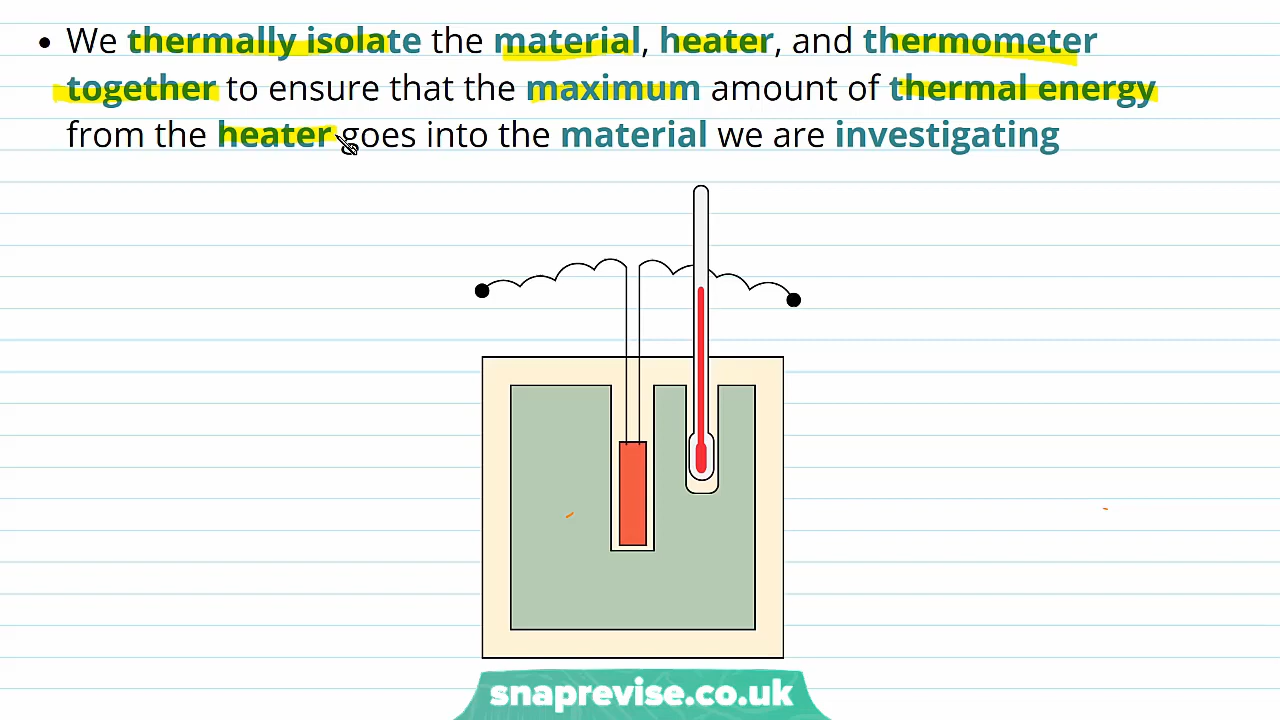 • We thermally isolate the material, heater, and thermometer
together to ensure that the maximum amount of thermal energy
from the heater goes into the material we are investigating
snaprevise.co.uk